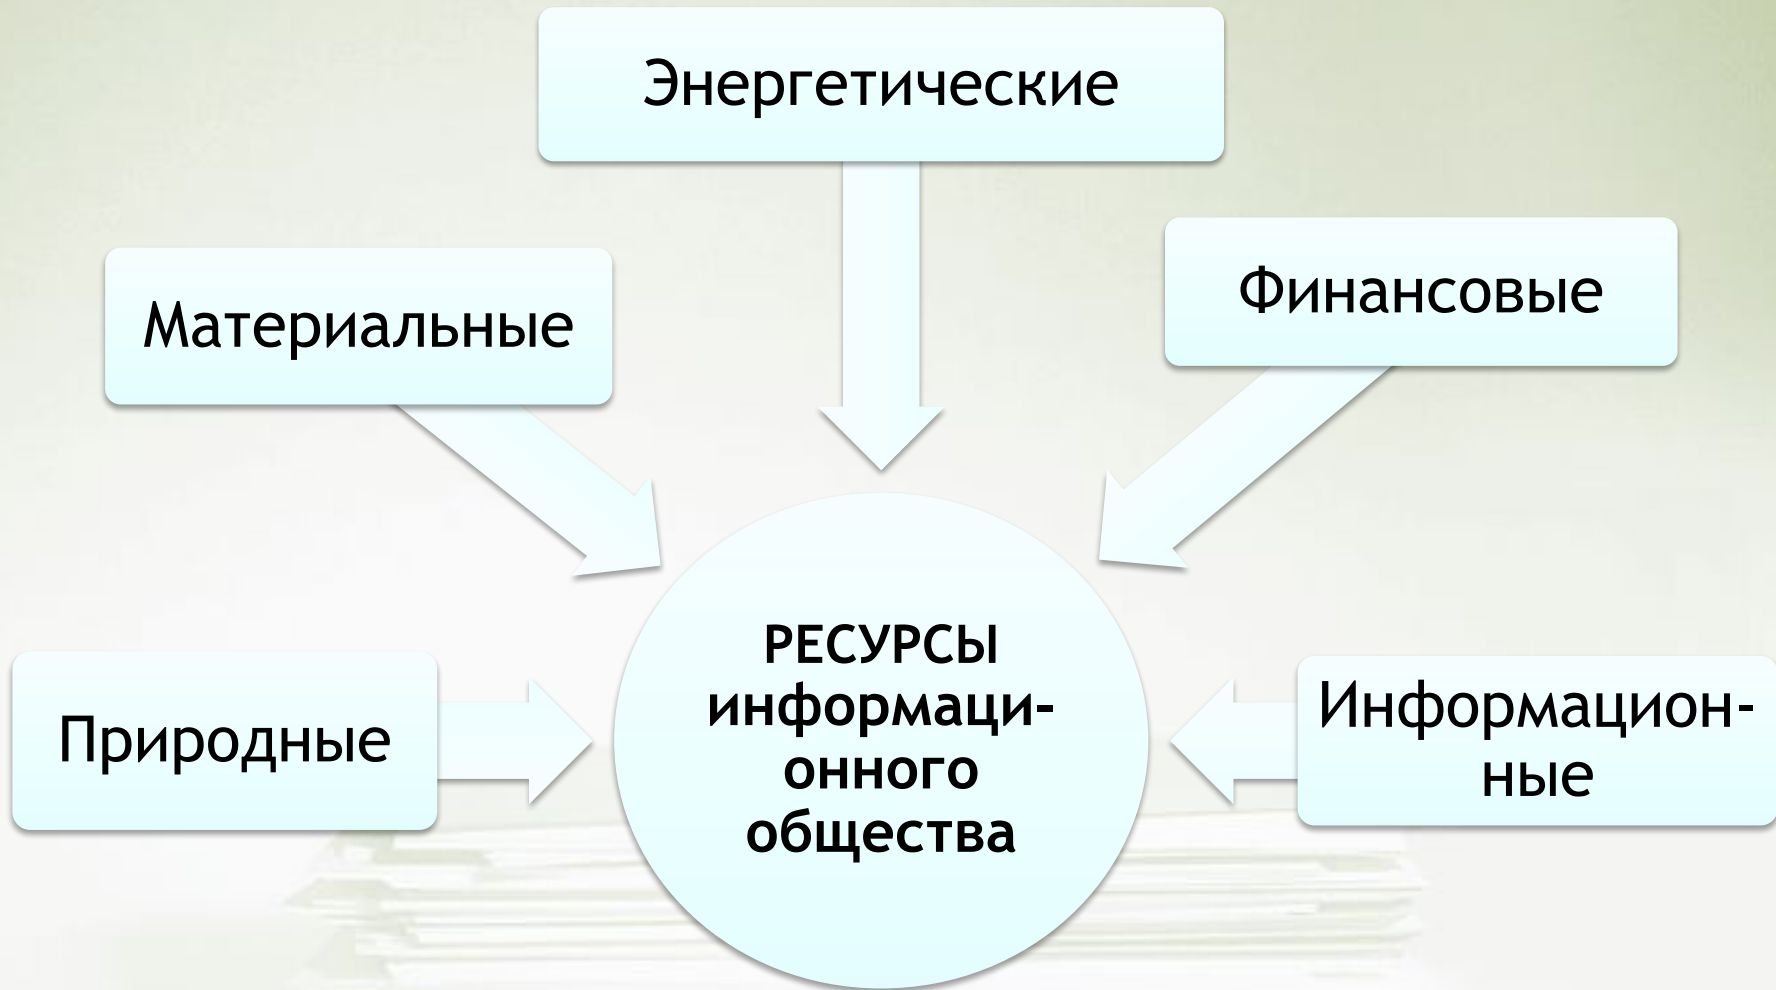 Энергетические
Материальные
Финансовые
Природные
РЕСУРСЫ
информаци-
онного
общества
Информацион-
ные